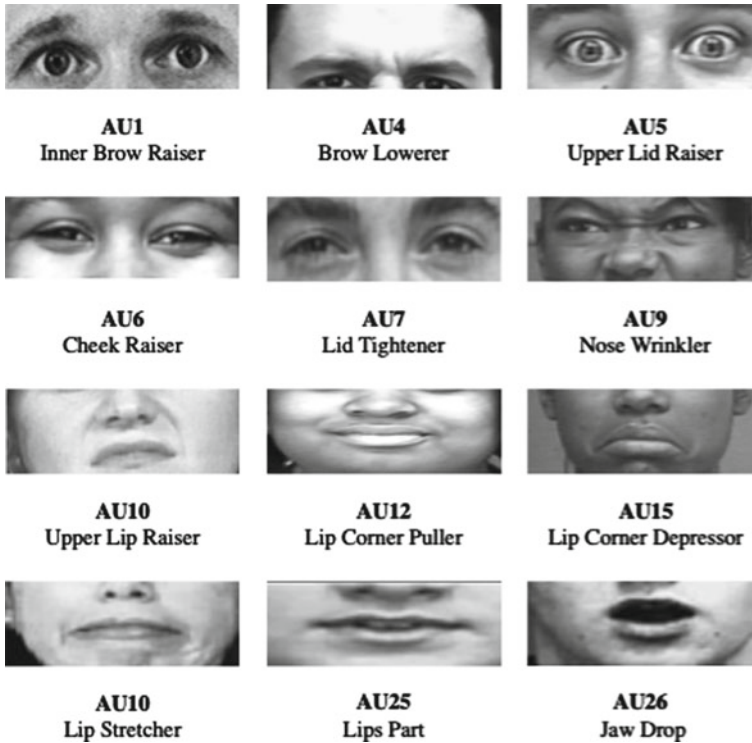 AU1
Inner Brow Raiser
AU4
Brow Lowerer
AU5
Upper Lid Raiser
AU6
Cheek Raiser
AU7
Lid Tightener
AU9
Nose Wrinkler
AU10
Upper Lip Raiser
AU12
Lip Corner Puller
AU15
Lip Corner Depressor
AU10
Lip Stretcher
AU25
Lips Part
AU26
Jaw Drop